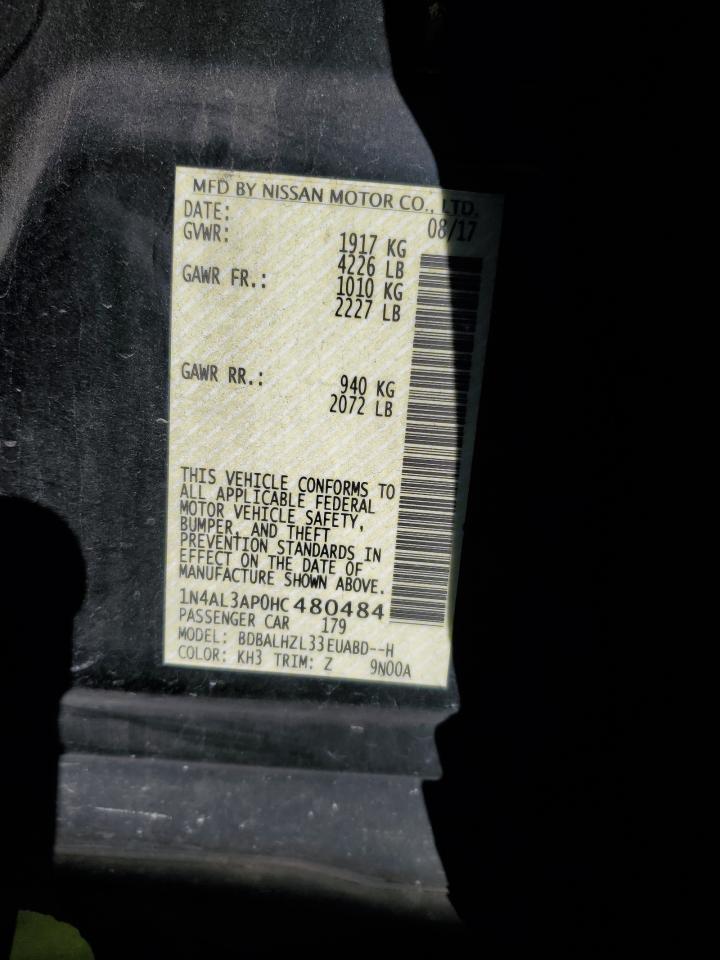 MFD BY NISSAN MOTOR CO., LTD.
DATE: 08/17
GVWR: 1917 KG
4226 LB
GAWR FR.: 1010 KG
2227 LB
GAWR RR.: 940 KG
2072 LB
THIS VEHICLE CONFORMS TO
ALL APPLICABLE FEDERAL
MOTOR VEHICLE SAFETY,
BUMPER, AND THEFT
PREVENTION STANDARDS IN
EFFECT ON THE DATE OF
MANUFACTURE SHOWN ABOVE.
1N4AL3AP0HC480484
PASSENGER CAR 179
MODEL: BDBALHZL33EUABD--H
COLOR: KH3 TRIM: Z 9N00A